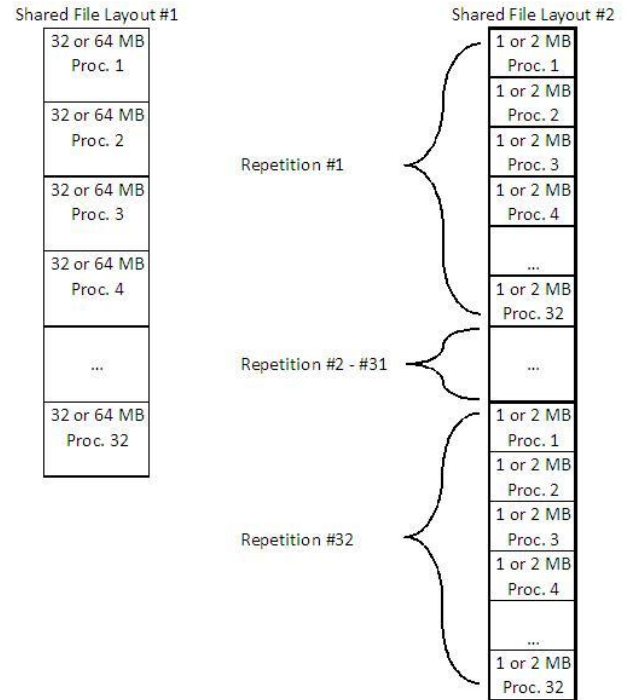 Shared File Layout #1
32 or 64 MB
Proc. 1
32 or 64 MB
Proc. 2
32 or 64 MB
Proc. 3
32 or 64 MB
Proc. 4
...
32 or 64 MB
Proc. 32
Shared File Layout #2
Repetition #1
1 or 2 MB
Proc. 1
1 or 2 MB
Proc. 2
1 or 2 MB
Proc. 3
1 or 2 MB
Proc. 4
...
1 or 2 MB
Proc. 32
Repetition #2 - #31
...
Repetition #32
1 or 2 MB
Proc. 1
1 or 2 MB
Proc. 2
1 or 2 MB
Proc. 3
1 or 2 MB
Proc. 4
...
1 or 2 MB
Proc. 32